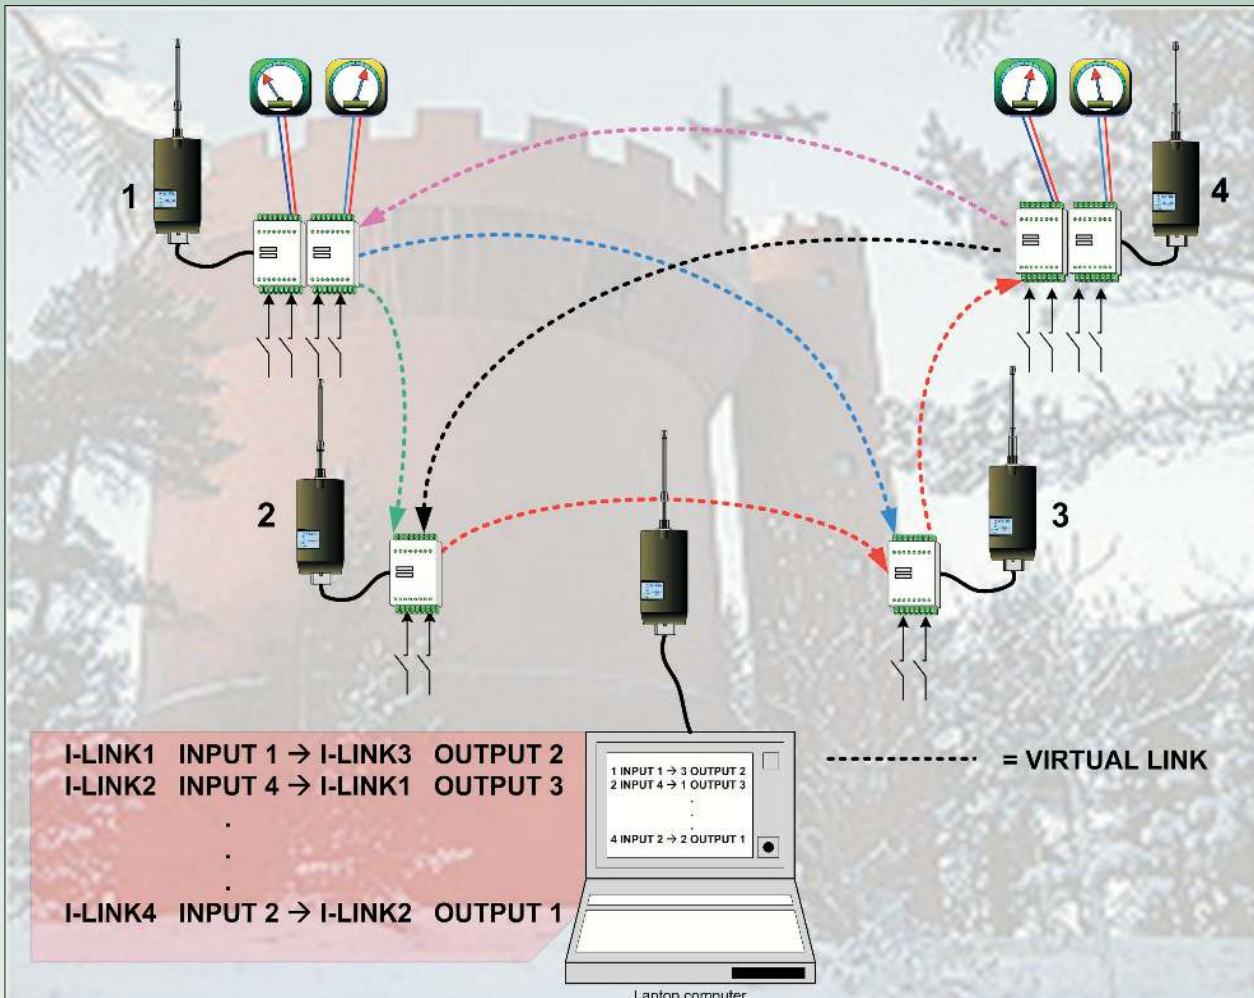 1
4
2
3
I-LINK1 INPUT 1 → I-LINK3 OUTPUT 2
I-LINK2 INPUT 4 → I-LINK1 OUTPUT 3
.
.
.
I-LINK4 INPUT 2 → I-LINK2 OUTPUT 1
1 INPUT 1 → 3 OUTPUT 2
2 INPUT 4 → 1 OUTPUT 3
.
.
.
4 INPUT 2 → 2 OUTPUT 1
= VIRTUAL LINK
Laptop computer